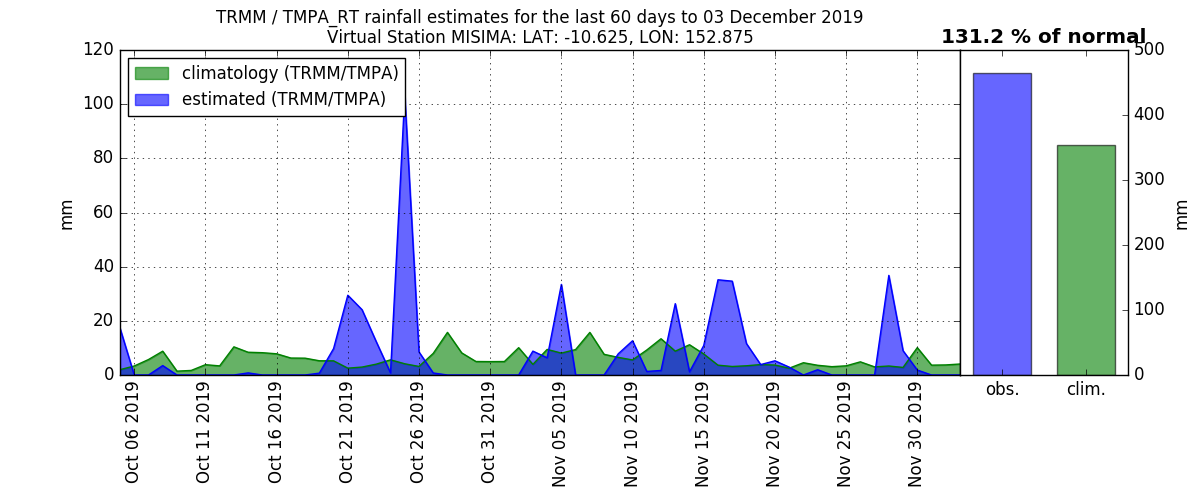 TRMM / TMPA_RT rainfall estimates for the last 60 days to 03 December 2019
Virtual Station MISIMA: LAT: -10.625, LON: 152.875
131.2 % of normal
climatology (TRMM/TMPA)
estimated (TRMM/TMPA)
120
100
80
60
40
20
0
mm
Oct 06 2019
Oct 11 2019
Oct 16 2019
Oct 21 2019
Oct 26 2019
Oct 31 2019
Nov 05 2019
Nov 10 2019
Nov 15 2019
Nov 20 2019
Nov 25 2019
Nov 30 2019
500
400
300
200
100
0
mm
obs.
clim.